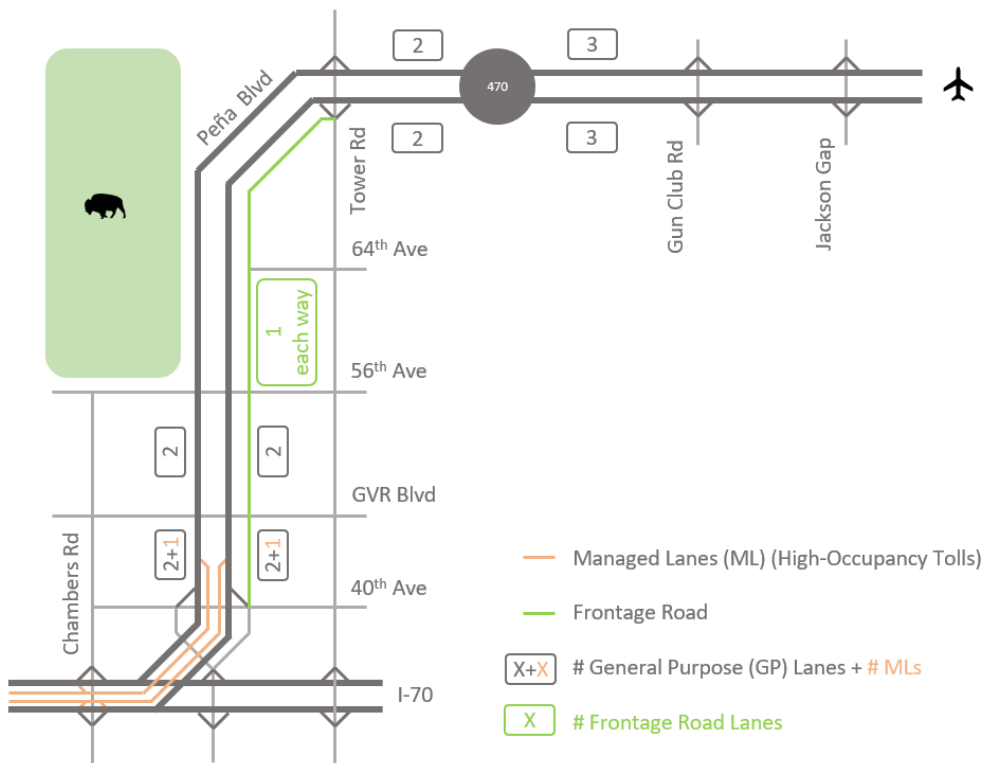 2
3
470
Peña Blvd
2
3
Tower Rd
Gun Club Rd
Jackson Gap
64th Ave
1
each way
56th Ave
2
2
GVR Blvd
2+1
2+1
Chambers Rd
40th Ave
I-70
Managed Lanes (ML) (High-Occupancy Tolls)
Frontage Road
X+X # General Purpose (GP) Lanes + # MLs
X # Frontage Road Lanes